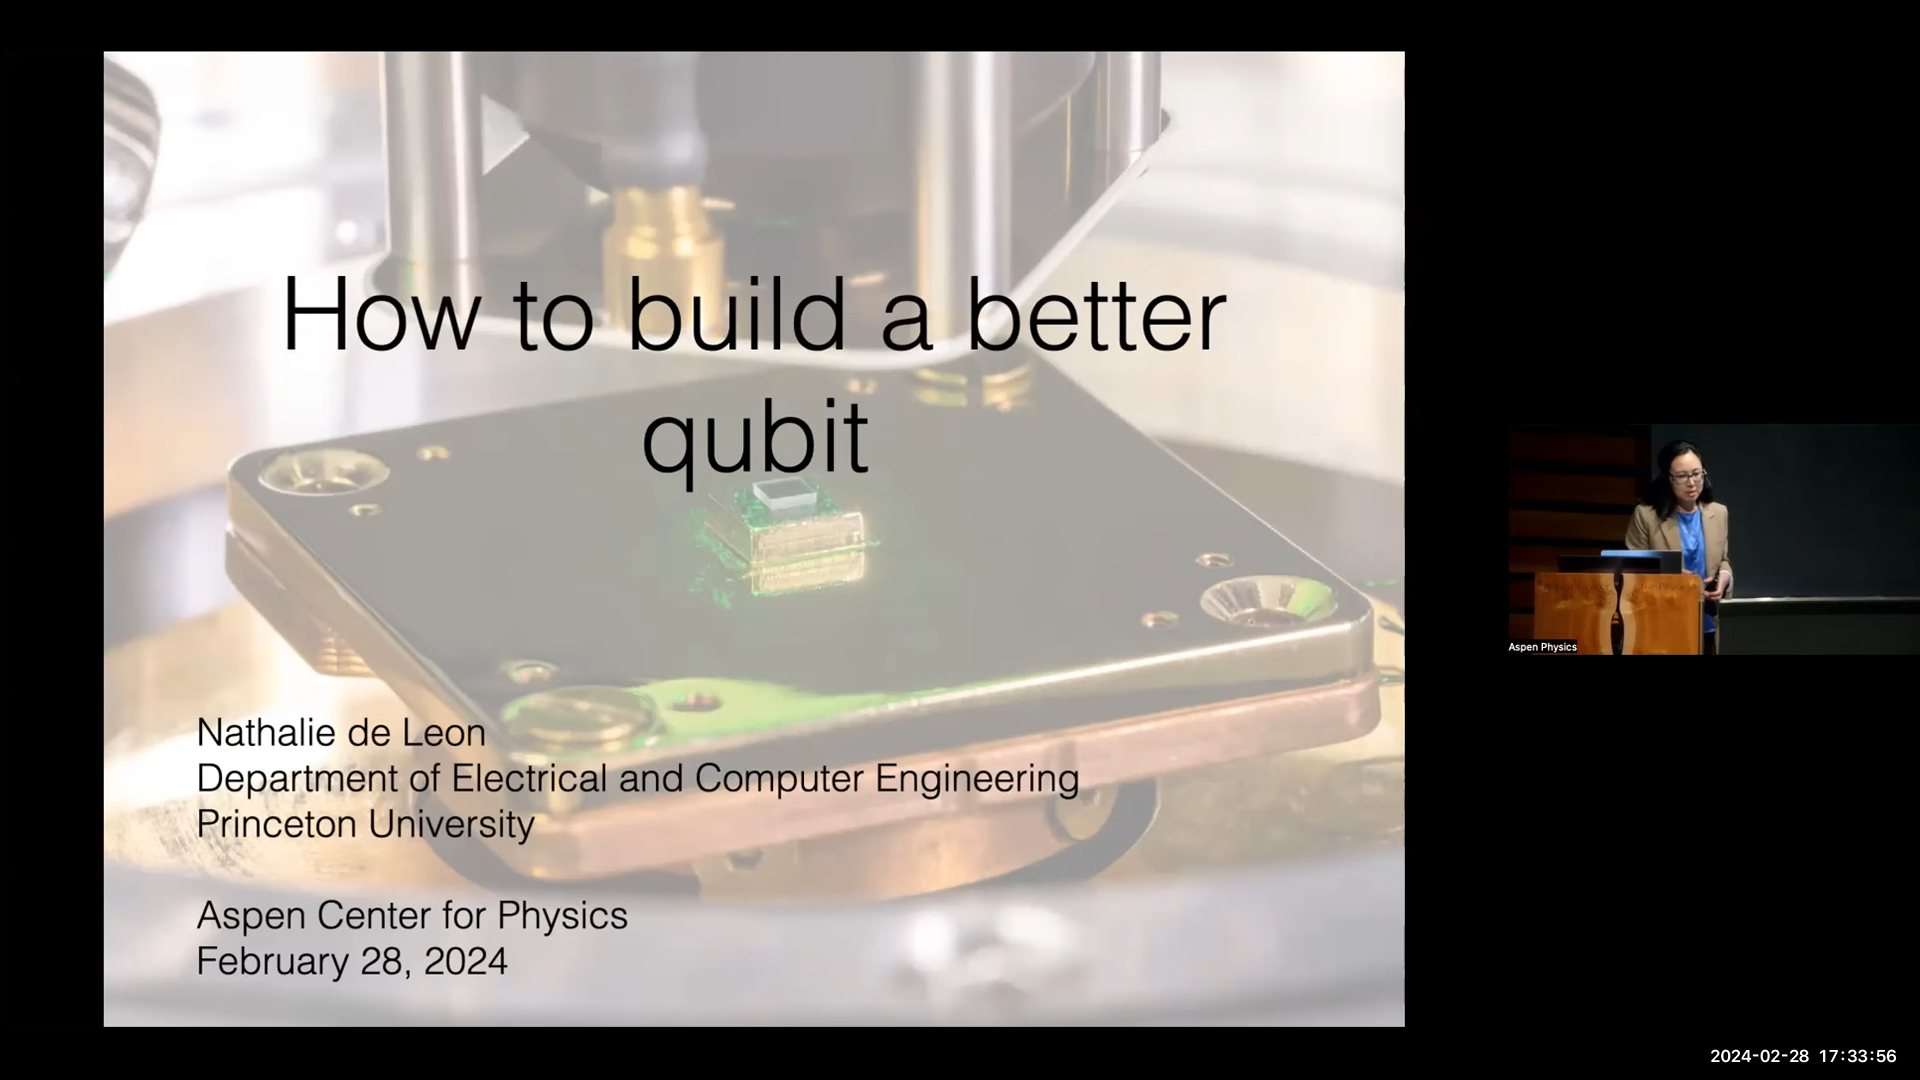 How to build a better
qubit
Nathalie de Leon
Department of Electrical and Computer Engineering
Princeton University
Aspen Center for Physics
February 28, 2024
Aspen Physics
2024-02-28 17:33:56